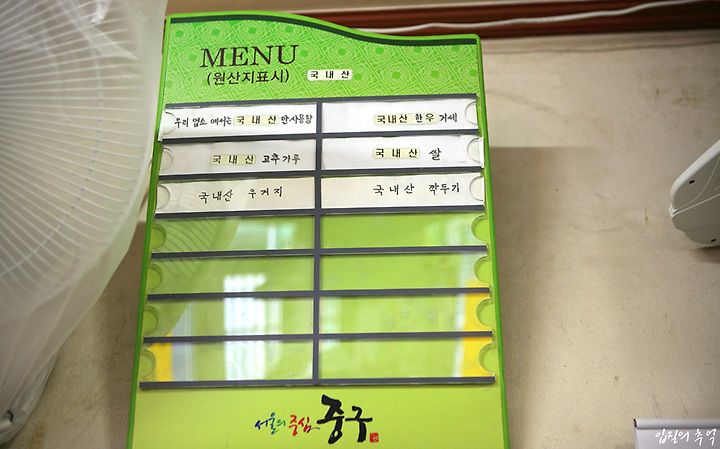 MENU
(원산지표시) 국내산
우리 업소에서는 국내산만 사용함
국내산 한우 거세
국내산 고추가루
국내산 쌀
국내산 우거지
국내산 깍두기
서울의 중심 중구
입질의 추억